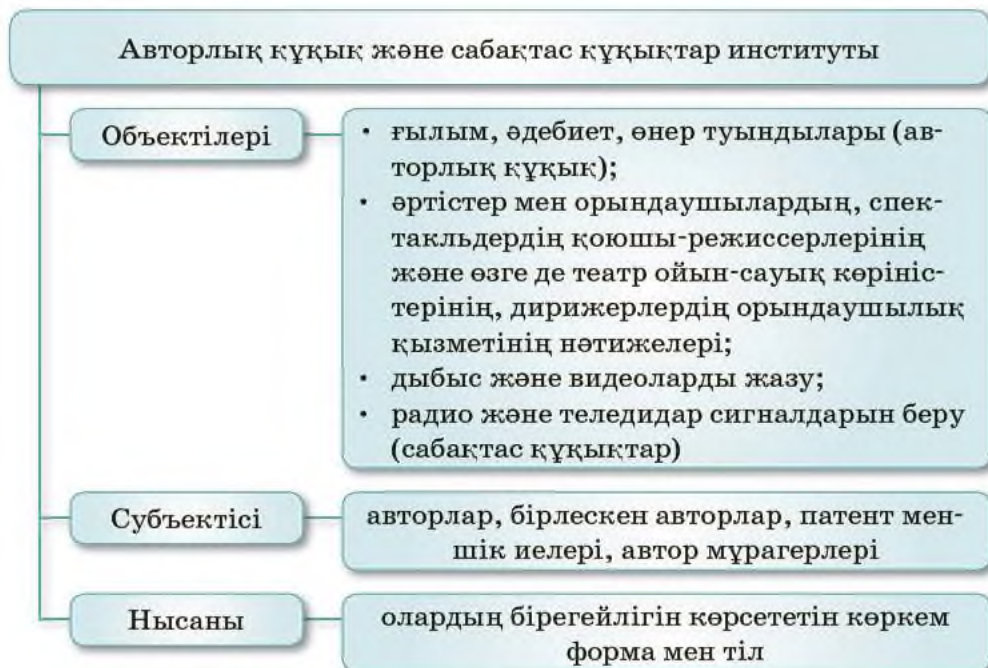 Авторлық құқық және сабақтас құқықтар институты
Объектілері
• ғылым, әдебиет, өнер туындылары (ав-
торлық құқық);
• әртістер мен орындаушылардың, спек-
такльдердің қоюшы-режиссерлерінің
және өзге де театр ойын-сауық көрініс-
терінің, дирижерлердің орындаушылық
қызметінің нәтижелері;
• дыбыс және видеоларды жазу;
• радио және теледидар сигналдарын беру
(сабақтас құқықтар)
Субъектісі
авторлар, бірлескен авторлар, патент мен-
шік иелері, автор мұрагерлері
Нысаны
олардың бірегейлігін көрсететін көркем
форма мен тіл